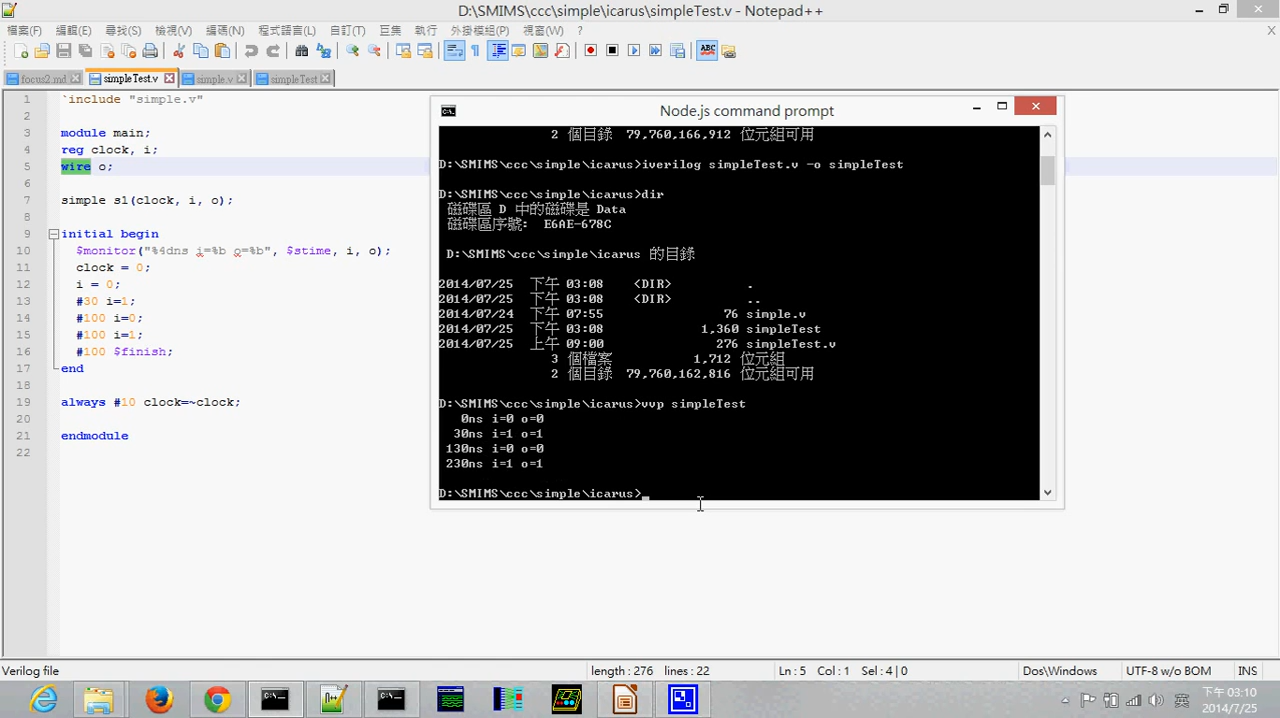 D:\SMIMS\ccc\simple\icarus\simpleTest.v - Notepad++
檔案(F) 編輯(E) 尋找(S) 檢視(V) 編碼(N) 程式語言(L) 自訂(T) 巨集 執行 外掛模組(P) 視窗(W) ?
focus2.md simpleTest.v simple.v simpleTest
1 `include "simple.v"
2
3 module main;
4 reg clock, i;
5 wire o;
6
7 simple s1(clock, i, o);
8
9 initial begin
10 $monitor("%4dns i=%b o=%b", $stime, i, o);
11 clock = 0;
12 i = 0;
13 #30 i=1;
14 #100 i=0;
15 #100 i=1;
16 #100 $finish;
17 end
18
19 always #10 clock=~clock;
20
21 endmodule
22
Node.js command prompt
2 個目錄 79,760,166,912 位元組可用
D:\SMIMS\ccc\simple\icarus>iverilog simpleTest.v -o simpleTest
D:\SMIMS\ccc\simple\icarus>dir
磁碟區 D 中的磁碟是 Data
磁碟區序號: E6AE-678C
D:\SMIMS\ccc\simple\icarus 的目錄
2014/07/25 下午 03:08 <DIR> .
2014/07/25 下午 03:08 <DIR> ..
2014/07/24 下午 07:55 76 simple.v
2014/07/25 下午 03:08 1,360 simpleTest
2014/07/25 上午 09:00 276 simpleTest.v
3 個檔案 1,712 位元組
2 個目錄 79,760,162,816 位元組可用
D:\SMIMS\ccc\simple\icarus>vvp simpleTest
0ns i=0 o=0
30ns i=1 o=1
130ns i=0 o=0
230ns i=1 o=1
D:\SMIMS\ccc\simple\icarus>
Verilog file length : 276 lines : 22 Ln : 5 Col : 1 Sel : 4 | 0 Dos\Windows UTF-8 w/o BOM INS
英 下午 03:10
2014/7/25